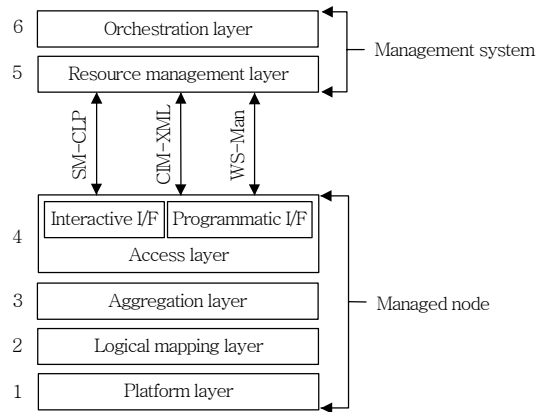 6
Orchestration layer
Management system
5
Resource management layer
SM-CLP
CIM-XML
WS-Man
Interactive I/F
Programmatic I/F
4
Access layer
3
Aggregation layer
Managed node
2
Logical mapping layer
1
Platform layer